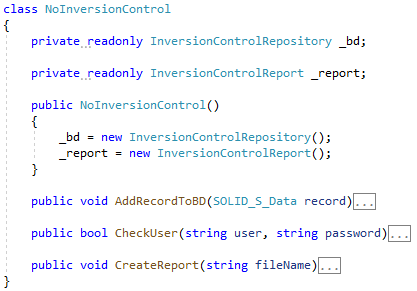 class NoInversionControl
{
private readonly InversionControlRepository _bd;
private readonly InversionControlReport _report;
public NoInversionControl()
{
_bd = new InversionControlRepository();
_report = new InversionControlReport();
}
public void AddRecordToBD(SOLID_S_Data record)...
public bool CheckUser(string user, string password)...
public void CreateReport(string fileName)...
}